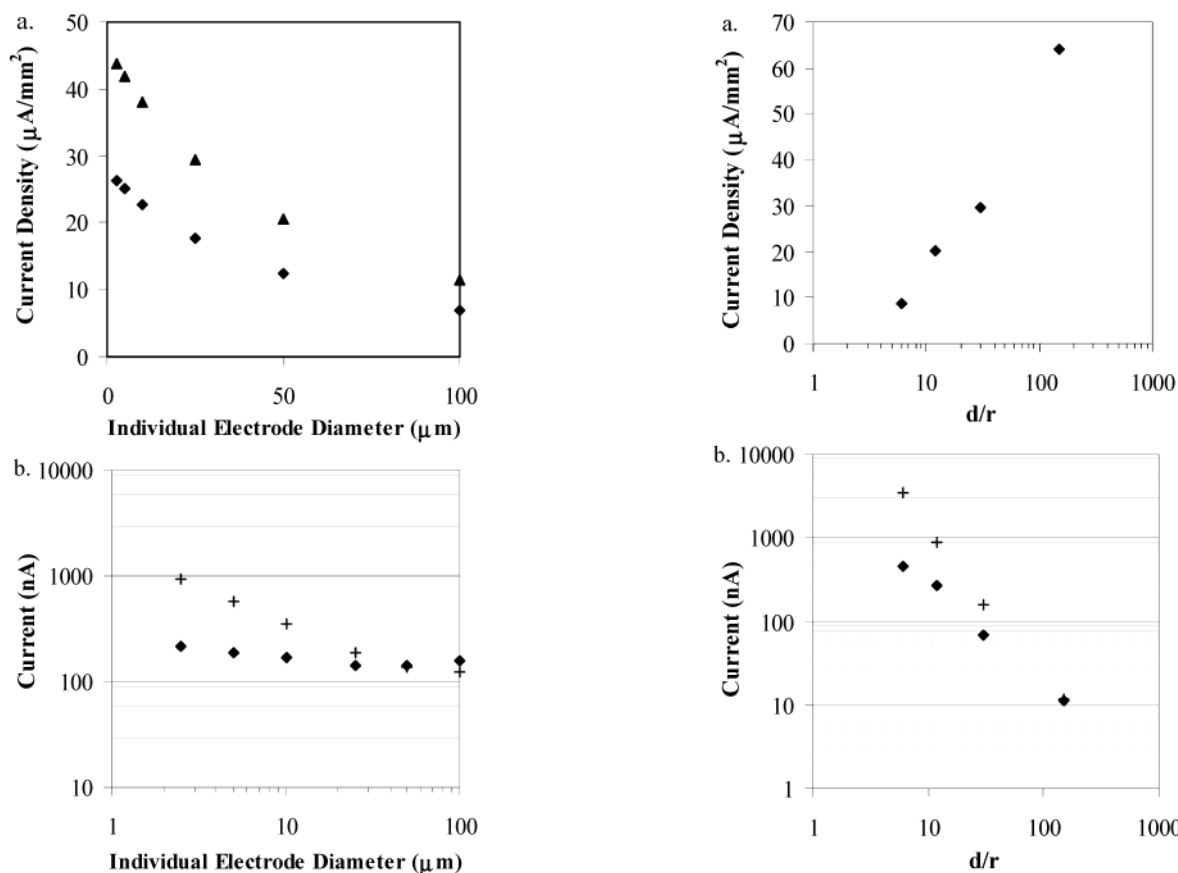 a.
50
40
30
20
10
0
Current Density (μA/mm²)
0 50 100
Individual Electrode Diameter (μm)
a.
70
60
50
40
30
20
10
0
Current Density (μA/mm²)
1 10 100 1000
d/r
b.
10000
1000
100
10
Current (nA)
1 10 100
Individual Electrode Diameter (μm)
b.
10000
1000
100
10
1
Current (nA)
1 10 100 1000
d/r